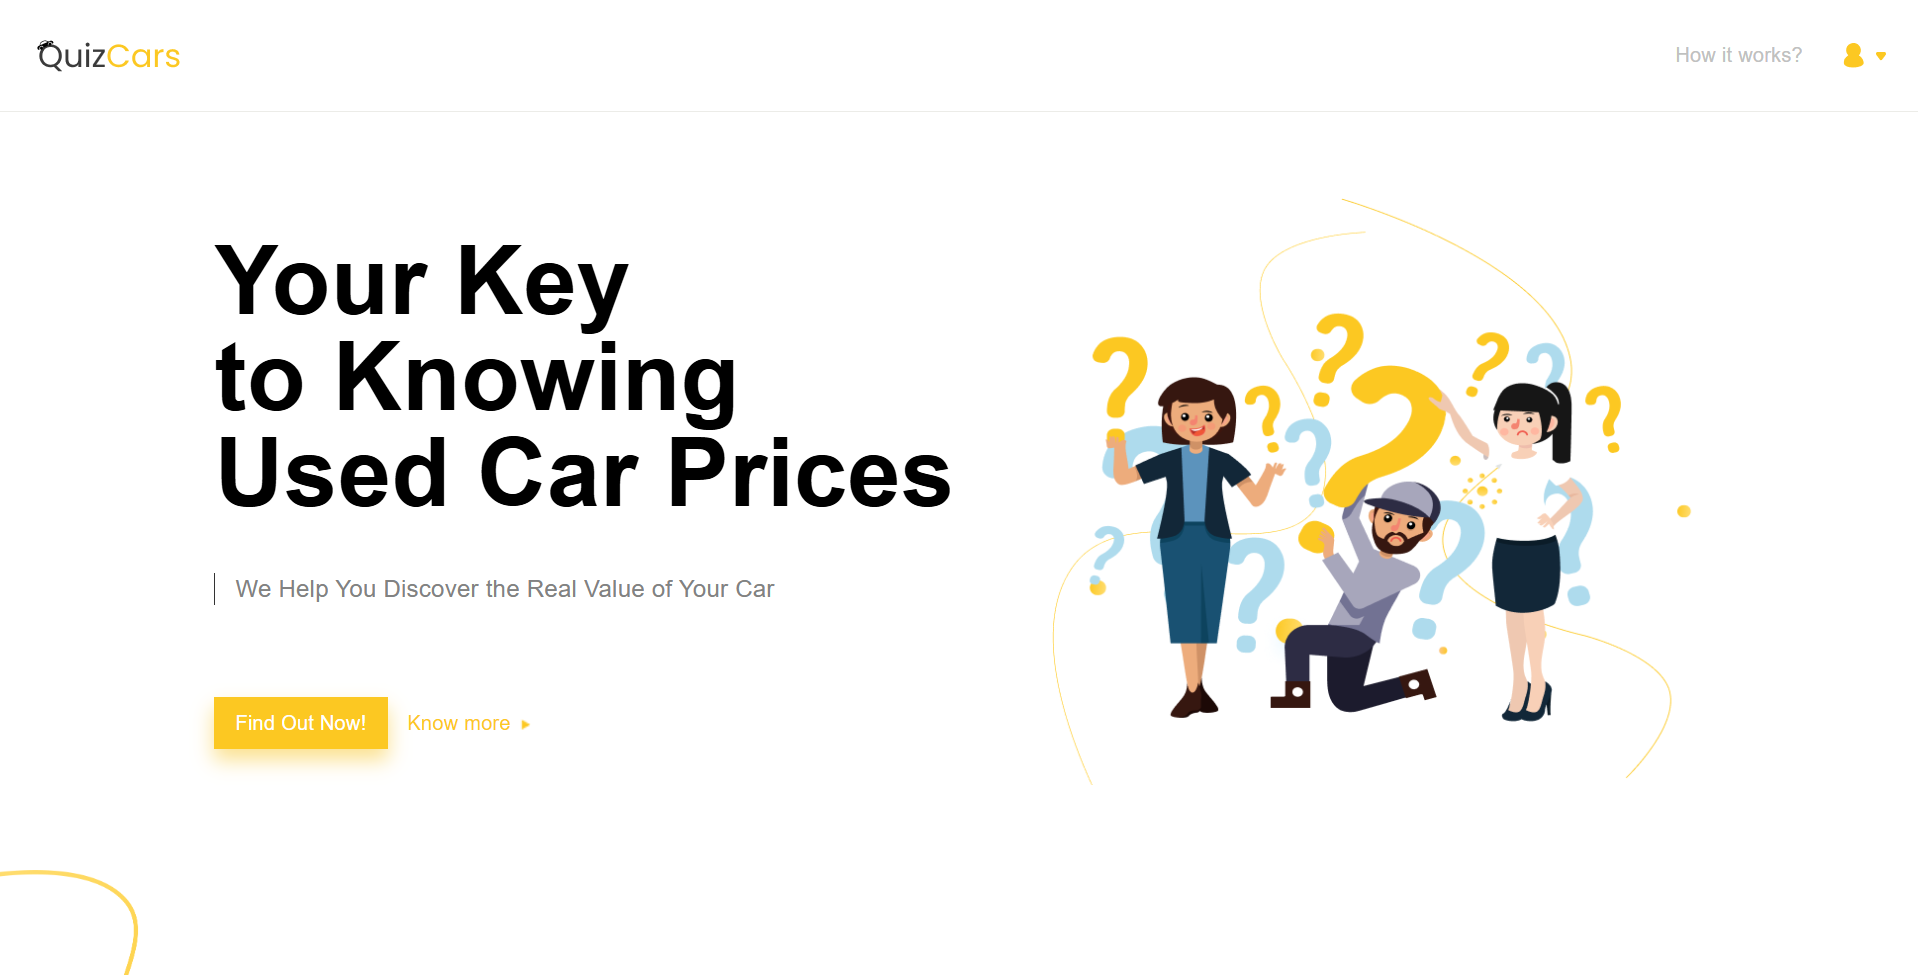 QuizCars
How it works?
Your Key
to Knowing
Used Car Prices
We Help You Discover the Real Value of Your Car
Find Out Now!
Know more